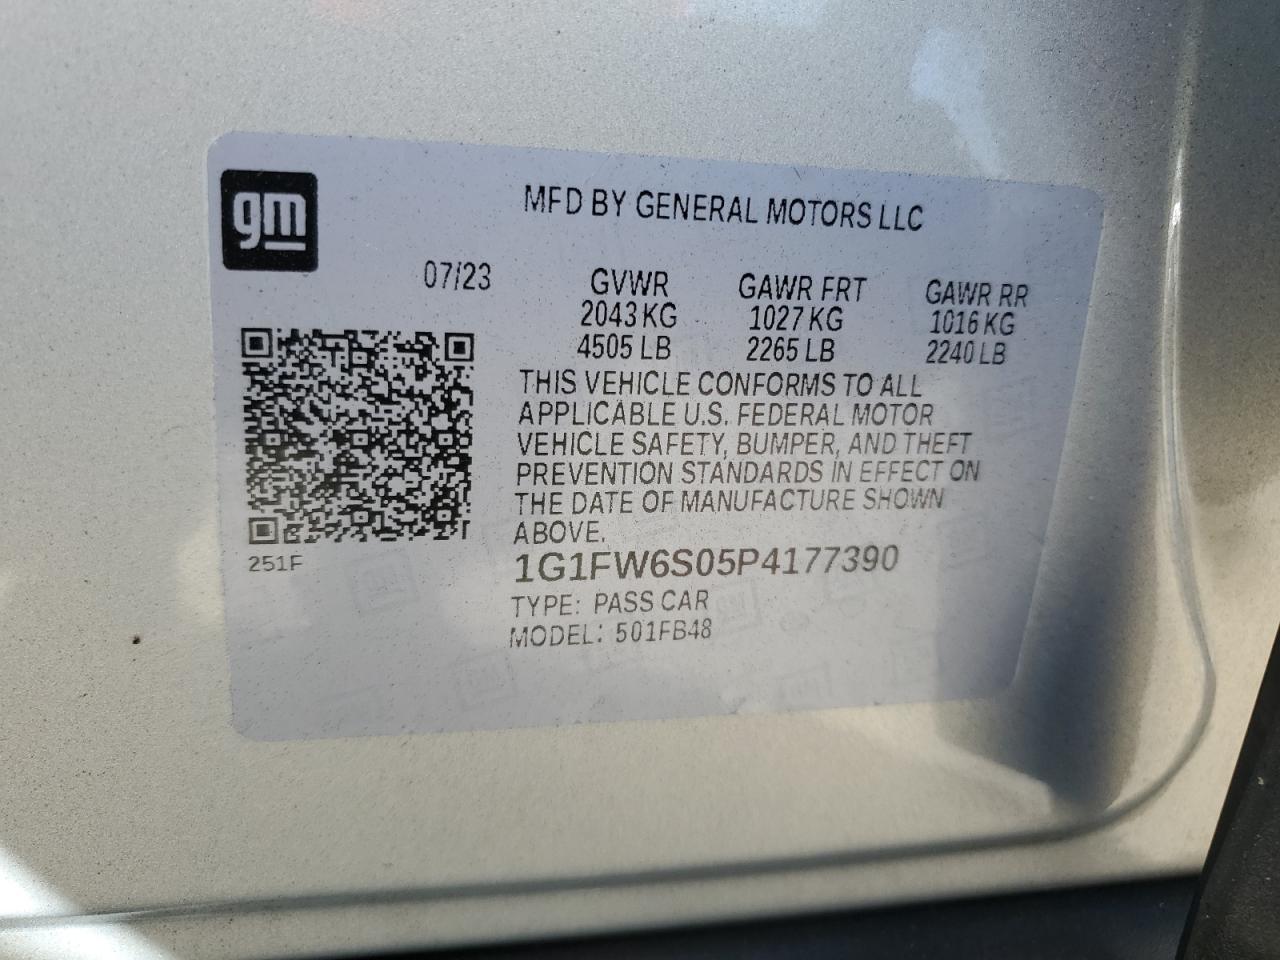 gm
MFD BY GENERAL MOTORS LLC
07/23
GVWR GAWR FRT GAWR RR
2043 KG 1027 KG 1016 KG
4505 LB 2265 LB 2240 LB
THIS VEHICLE CONFORMS TO ALL
APPLICABLE U.S. FEDERAL MOTOR
VEHICLE SAFETY, BUMPER, AND THEFT
PREVENTION STANDARDS IN EFFECT ON
THE DATE OF MANUFACTURE SHOWN
ABOVE.
251F
1G1FW6S05P4177390
TYPE: PASS CAR
MODEL: 501FB48